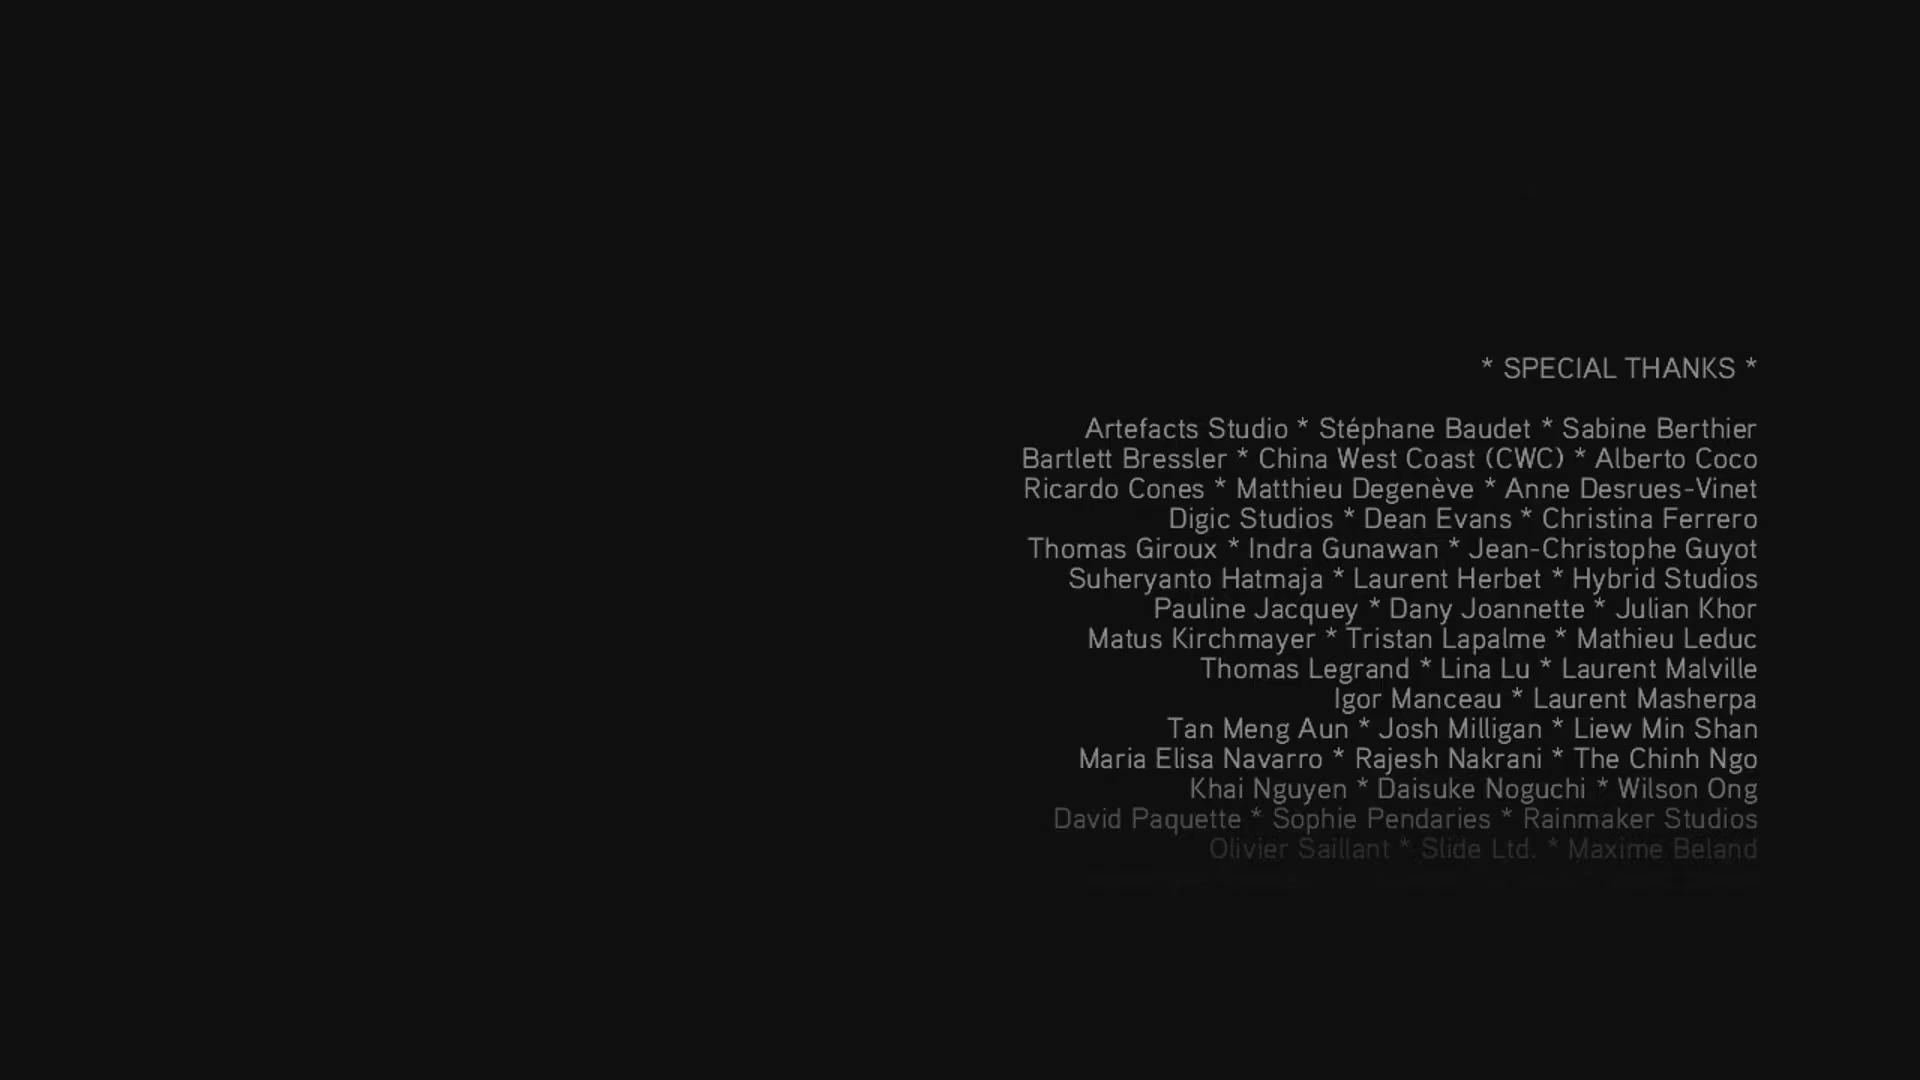 * SPECIAL THANKS *
Artefacts Studio * Stéphane Baudet * Sabine Berthier
Bartlett Bressler * China West Coast (CWC) * Alberto Coco
Ricardo Cones * Matthieu Degenève * Anne Desrues-Vinet
Digic Studios * Dean Evans * Christina Ferrero
Thomas Giroux * Indra Gunawan * Jean-Christophe Guyot
Suheryanto Hatmaja * Laurent Herbet * Hybrid Studios
Pauline Jacquey * Dany Joannette * Julian Khor
Matus Kirchmayer * Tristan Lapalme * Mathieu Leduc
Thomas Legrand * Lina Lu * Laurent Malville
Igor Manceau * Laurent Masherpa
Tan Meng Aun * Josh Milligan * Liew Min Shan
Maria Elisa Navarro * Rajesh Nakrani * The Chinh Ngo
Khai Nguyen * Daisuke Noguchi * Wilson Ong
David Paquette * Sophie Pendaries * Rainmaker Studios
Olivier Saillant * Slide Ltd. * Maxime Beland